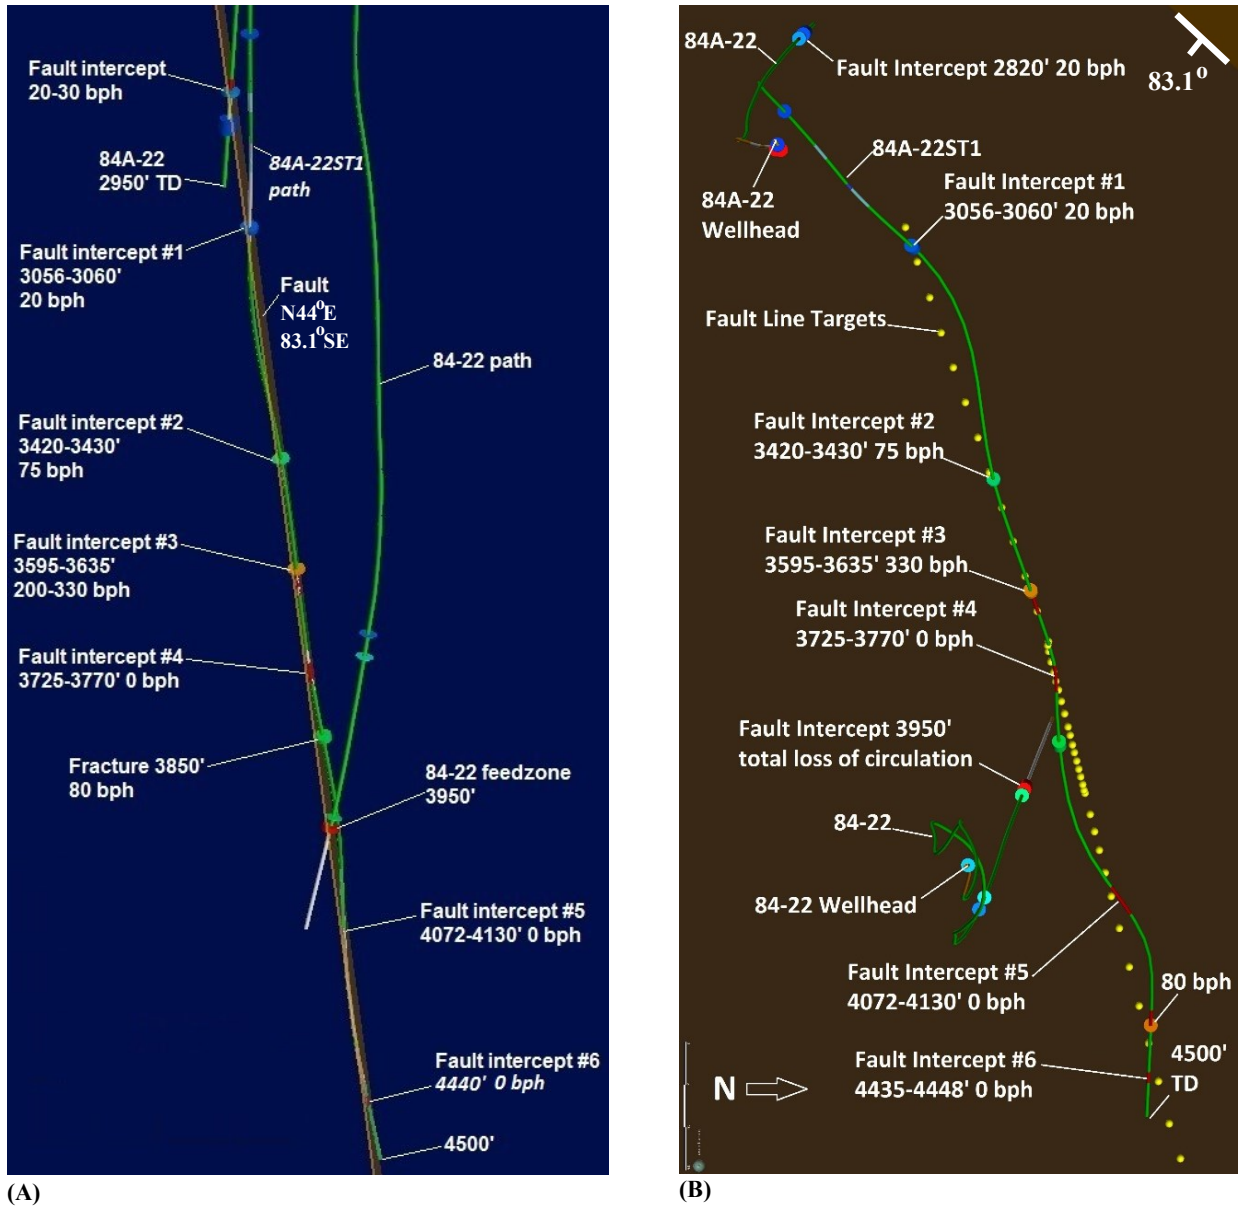 Fault intercept
20-30 bph
84A-22
2950' TD
84A-22ST1
path
Fault intercept #1
3056-3060'
20 bph
Fault
N44°E
83.1°SE
84-22 path
Fault intercept #2
3420-3430'
75 bph
Fault intercept #3
3595-3635'
200-330 bph
Fault intercept #4
3725-3770' 0 bph
Fracture 3850'
80 bph
84-22 feedzone
3950'
Fault intercept #5
4072-4130' 0 bph
Fault intercept #6
4440' 0 bph
4500'
(A)
84A-22
Fault Intercept 2820' 20 bph
83.1°
84A-22ST1
84A-22
Wellhead
Fault Intercept #1
3056-3060' 20 bph
Fault Line Targets
Fault Intercept #2
3420-3430' 75 bph
Fault Intercept #3
3595-3635' 330 bph
Fault Intercept #4
3725-3770' 0 bph
Fault Intercept 3950'
total loss of circulation
84-22
84-22 Wellhead
Fault Intercept #5
4072-4130' 0 bph
80 bph
Fault Intercept #6
4435-4448' 0 bph
4500'
TD
N
(B)